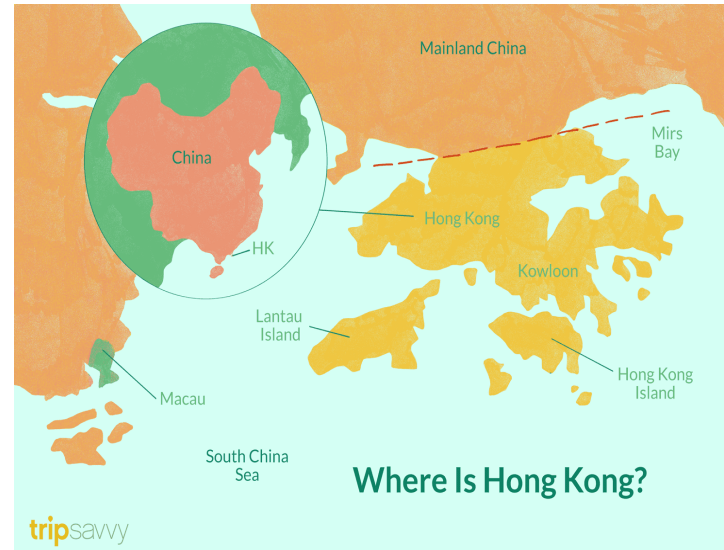 Mainland China
Mirs
Bay
China
Hong Kong
HK
Kowloon
Lantau
Island
Hong Kong
Island
Macau
South China
Sea
Where Is Hong Kong?
tripsavvy